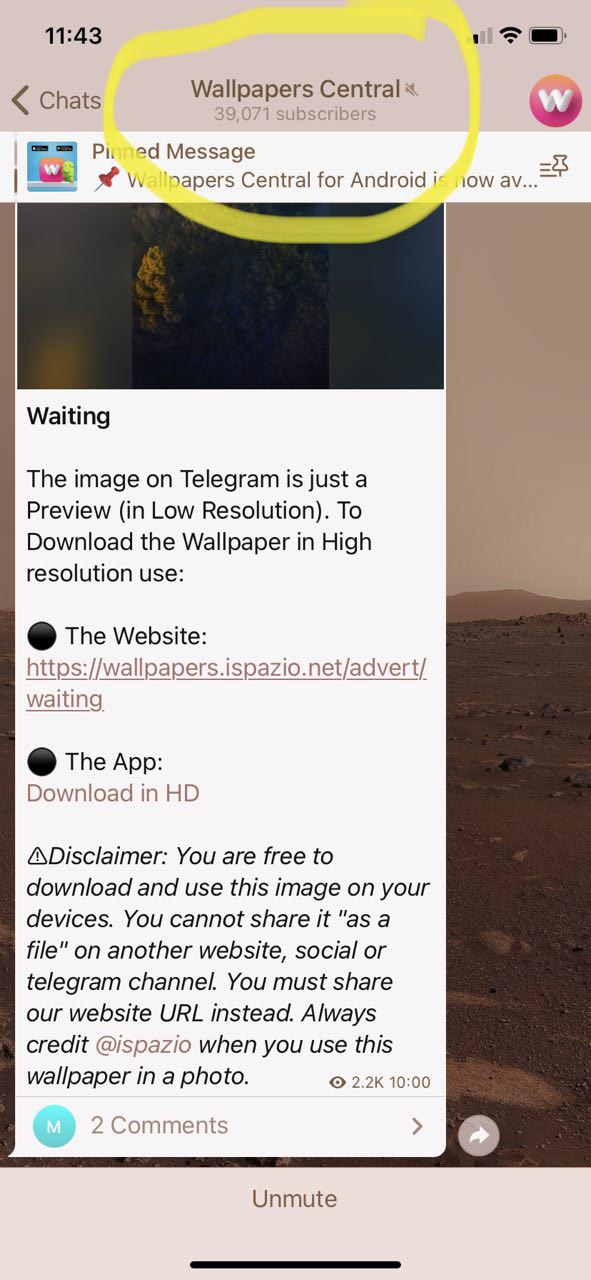 11:43
Chats
Wallpapers Central
39,071 subscribers
W
W
Pinned Message
📌 Wallpapers Central for Android is now av...
Waiting
The image on Telegram is just a
Preview (in Low Resolution). To
Download the Wallpaper in High
resolution use:
⚫ The Website:
https://wallpapers.ispazio.net/advert/
waiting
⚫ The App:
Download in HD
⚠Disclaimer: You are free to
download and use this image on your
devices. You cannot share it "as a
file" on another website, social or
telegram channel. You must share
our website URL instead. Always
credit @ispazio when you use this
wallpaper in a photo.
2.2K 10:00
M
2 Comments
Unmute